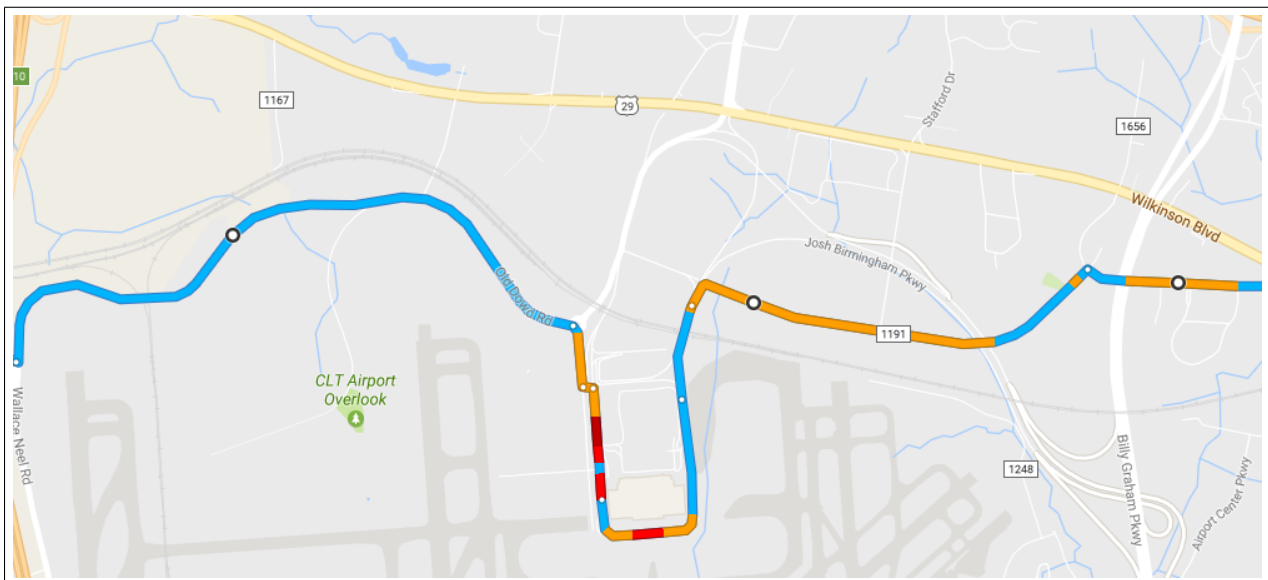 10
1167
29
Stafford Dr
1656
Wilkinson Blvd
Josh Birmingham Pkwy
Old Dowd Rd
1191
CLT Airport
Overlook
Wallace Neel Rd
Billy Graham Pkwy
1248
Airport Center Pkwy